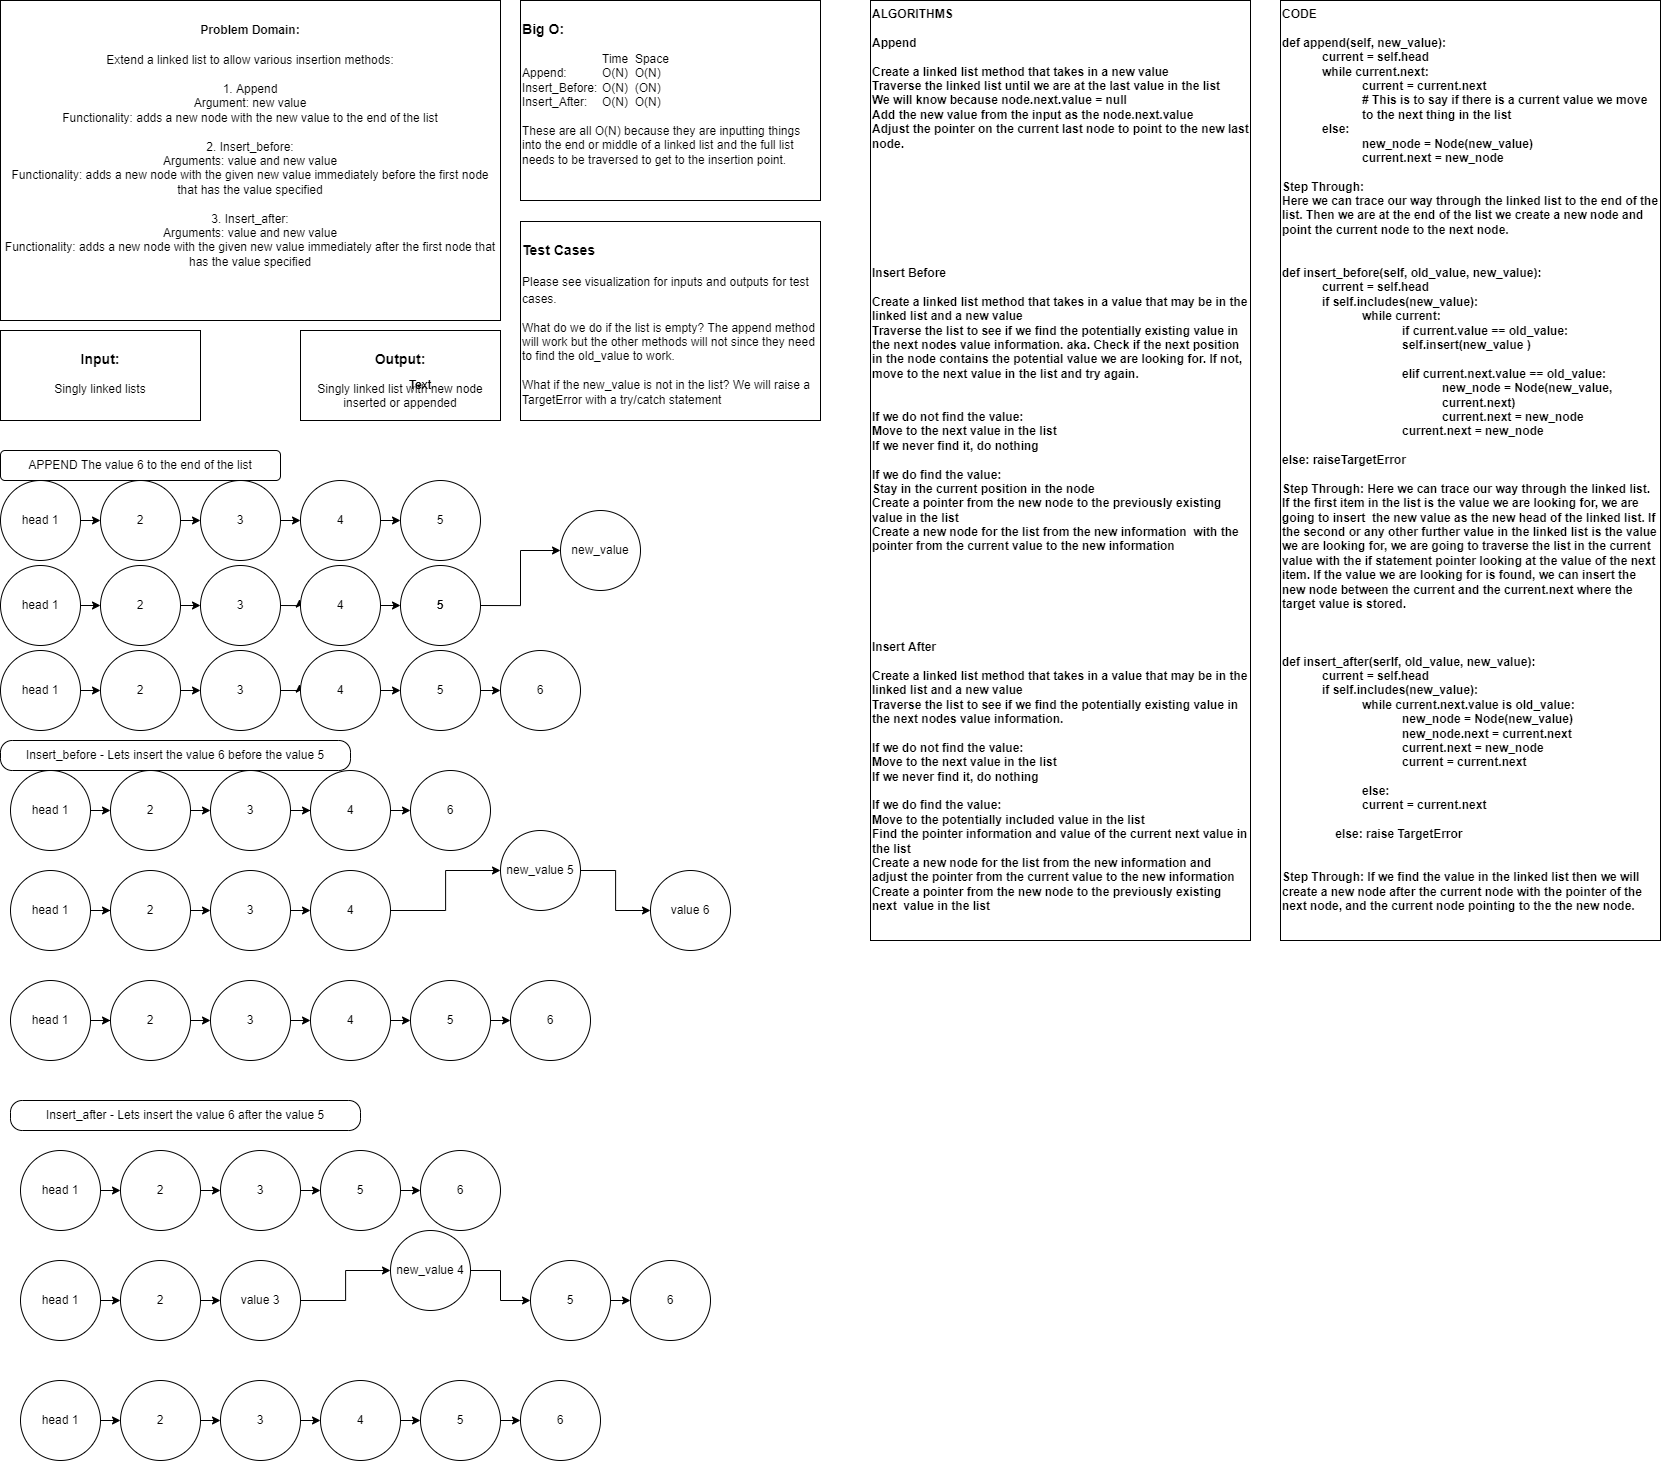 Problem Domain:
Extend a linked list to allow various insertion methods:
1. Append
Argument: new value
Functionality: adds a new node with the new value to the end of the list
2. Insert_before:
Arguments: value and new value
Functionality: adds a new node with the given new value immediately before the first node
that has the value specified
3. Insert_after:
Arguments: value and new value
Functionality: adds a new node with the given new value immediately after the first node that
has the value specified
Input:
Singly linked lists
Output:
Text
Singly linked list with new node
inserted or appended
Big O:
Time Space
Append: O(N) O(N)
Insert_Before: O(N) (ON)
Insert_After: O(N) O(N)
These are all O(N) because they are inputting things
into the end or middle of a linked list and the full list
needs to be traversed to get to the insertion point.
Test Cases
Please see visualization for inputs and outputs for test
cases.
What do we do if the list is empty? The append method
will work but the other methods will not since they need
to find the old_value to work.
What if the new_value is not in the list? We will raise a
TargetError with a try/catch statement
APPEND The value 6 to the end of the list
head 1 2 3 4 5
new_value
head 1 2 3 4 5
head 1 2 3 4 5 6
Insert_before - Lets insert the value 6 before the value 5
head 1 2 3 4 6
new_value 5
head 1 2 3 4 value 6
head 1 2 3 4 5 6
Insert_after - Lets insert the value 6 after the value 5
head 1 2 3 5 6
new_value 4
head 1 2 value 3 5 6
head 1 2 3 4 5 6
ALGORITHMS
Append
Create a linked list method that takes in a new value
Traverse the linked list until we are at the last value in the list
We will know because node.next.value = null
Add the new value from the input as the node.next.value
Adjust the pointer on the current last node to point to the new last
node.
Insert Before
Create a linked list method that takes in a value that may be in the
linked list and a new value
Traverse the list to see if we find the potentially existing value in
the next nodes value information. aka. Check if the next position
in the node contains the potential value we are looking for. If not,
move to the next value in the list and try again.
If we do not find the value:
Move to the next value in the list
If we never find it, do nothing
If we do find the value:
Stay in the current position in the node
Create a pointer from the new node to the previously existing
value in the list
Create a new node for the list from the new information  with the
pointer from the current value to the new information
Insert After
Create a linked list method that takes in a value that may be in the
linked list and a new value
Traverse the list to see if we find the potentially existing value in
the next nodes value information.
If we do not find the value:
Move to the next value in the list
If we never find it, do nothing
If we do find the value:
Move to the potentially included value in the list
Find the pointer information and value of the current next value in
the list
Create a new node for the list from the new information and
adjust the pointer from the current value to the new information
Create a pointer from the new node to the previously existing
next  value in the list
CODE
def append(self, new_value):
current = self.head
while current.next:
current = current.next
# This is to say if there is a current value we move
to the next thing in the list
else:
new_node = Node(new_value)
current.next = new_node
Step Through:
Here we can trace our way through the linked list to the end of the
list. Then we are at the end of the list we create a new node and
point the current node to the next node.
def insert_before(self, old_value, new_value):
current = self.head
if self.includes(new_value):
while current:
if current.value == old_value:
self.insert(new_value )
elif current.next.value == old_value:
new_node = Node(new_value,
current.next)
current.next = new_node
current.next = new_node
else: raiseTargetError
Step Through: Here we can trace our way through the linked list.
If the first item in the list is the value we are looking for, we are
going to insert  the new value as the new head of the linked list. If
the second or any other further value in the linked list is the value
we are looking for, we are going to traverse the list in the current
value with the if statement pointer looking at the value of the next
item. If the value we are looking for is found, we can insert the
new node between the current and the current.next where the
target value is stored.
def insert_after(serlf, old_value, new_value):
current = self.head
if self.includes(new_value):
while current.next.value is old_value:
new_node = Node(new_value)
new_node.next = current.next
current.next = new_node
current = current.next
else:
current = current.next
else: raise TargetError
Step Through: If we find the value in the linked list then we will
create a new node after the current node with the pointer of the
next node, and the current node pointing to the the new node.